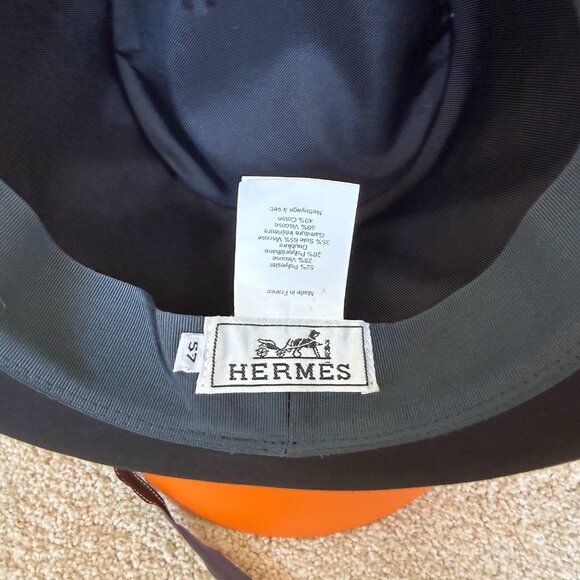 Made in France
52% Polyester
28% Viscose
20% Polyuréthane
Doublure
35% Soie 65% Viscose
Garniture Intérieure
60% Viscose
40% Coton
Nettoyage à sec
57
HERMÈS